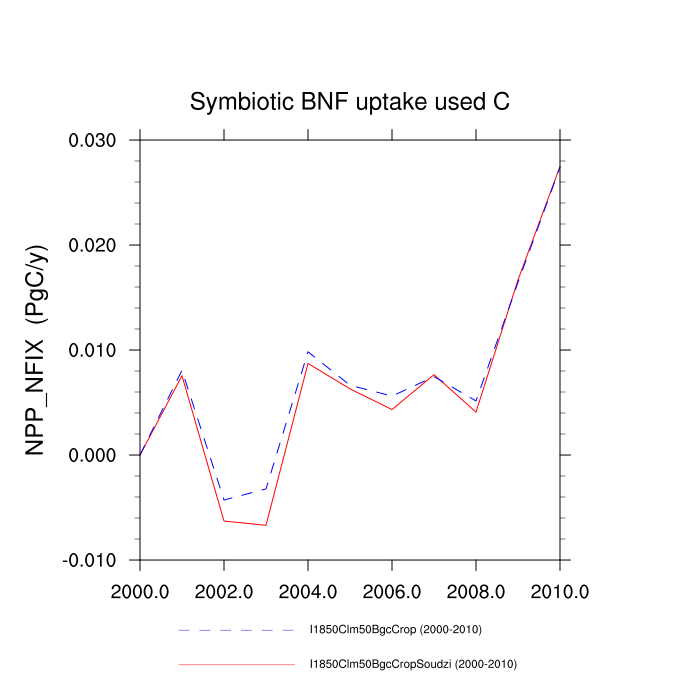 Symbiotic BNF uptake used C
NPP_NFIX (PgC/y)
0.030
0.020
0.010
0.000
-0.010
2000.0 2002.0 2004.0 2006.0 2008.0 2010.0
I1850Clm50BgcCrop (2000-2010)
I1850Clm50BgcCropSoudzi (2000-2010)